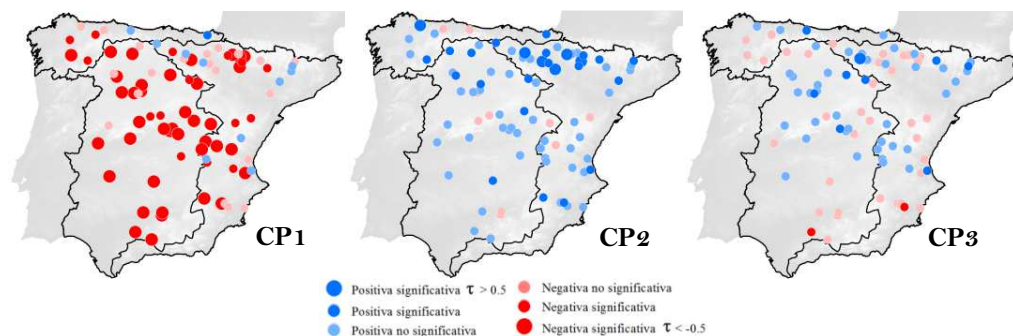 CP1
CP2
CP3
Positiva significativa τ > 0.5
Positiva significativa
Positiva no significativa
Negativa no significativa
Negativa significativa
Negativa significativa τ < -0.5